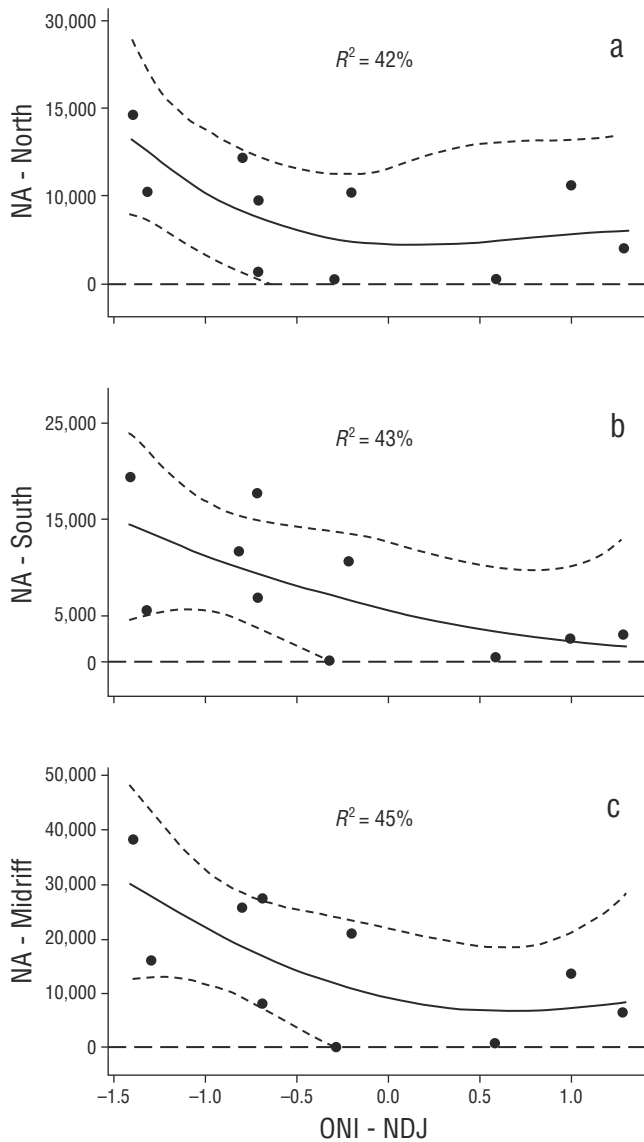 30,000
a
R² = 42%
15,000
NA - North
10,000
0
b
25,000
R² = 43%
15,000
NA - South
5,000
0
50,000
c
R² = 45%
40,000
30,000
NA - Midriff
20,000
10,000
0
–1.5 –1.0 –0.5 0.0 0.5 1.0
ONI - NDJ